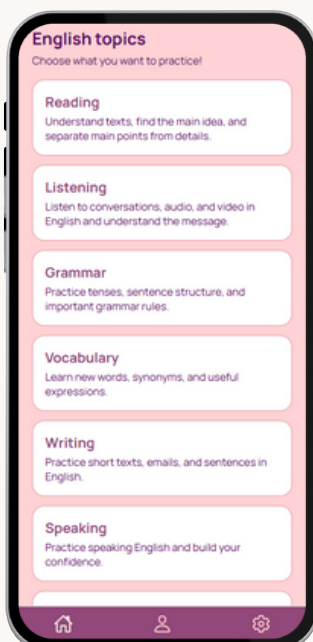 English topics
Choose what you want to practice!
Reading
Understand texts, find the main idea, and
separate main points from details.
Listening
Listen to conversations, audio, and video in
English and understand the message.
Grammar
Practice tenses, sentence structure, and
important grammar rules.
Vocabulary
Learn new words, synonyms, and useful
expressions.
Writing
Practice short texts, emails, and sentences in
English.
Speaking
Practice speaking English and build your
confidence.